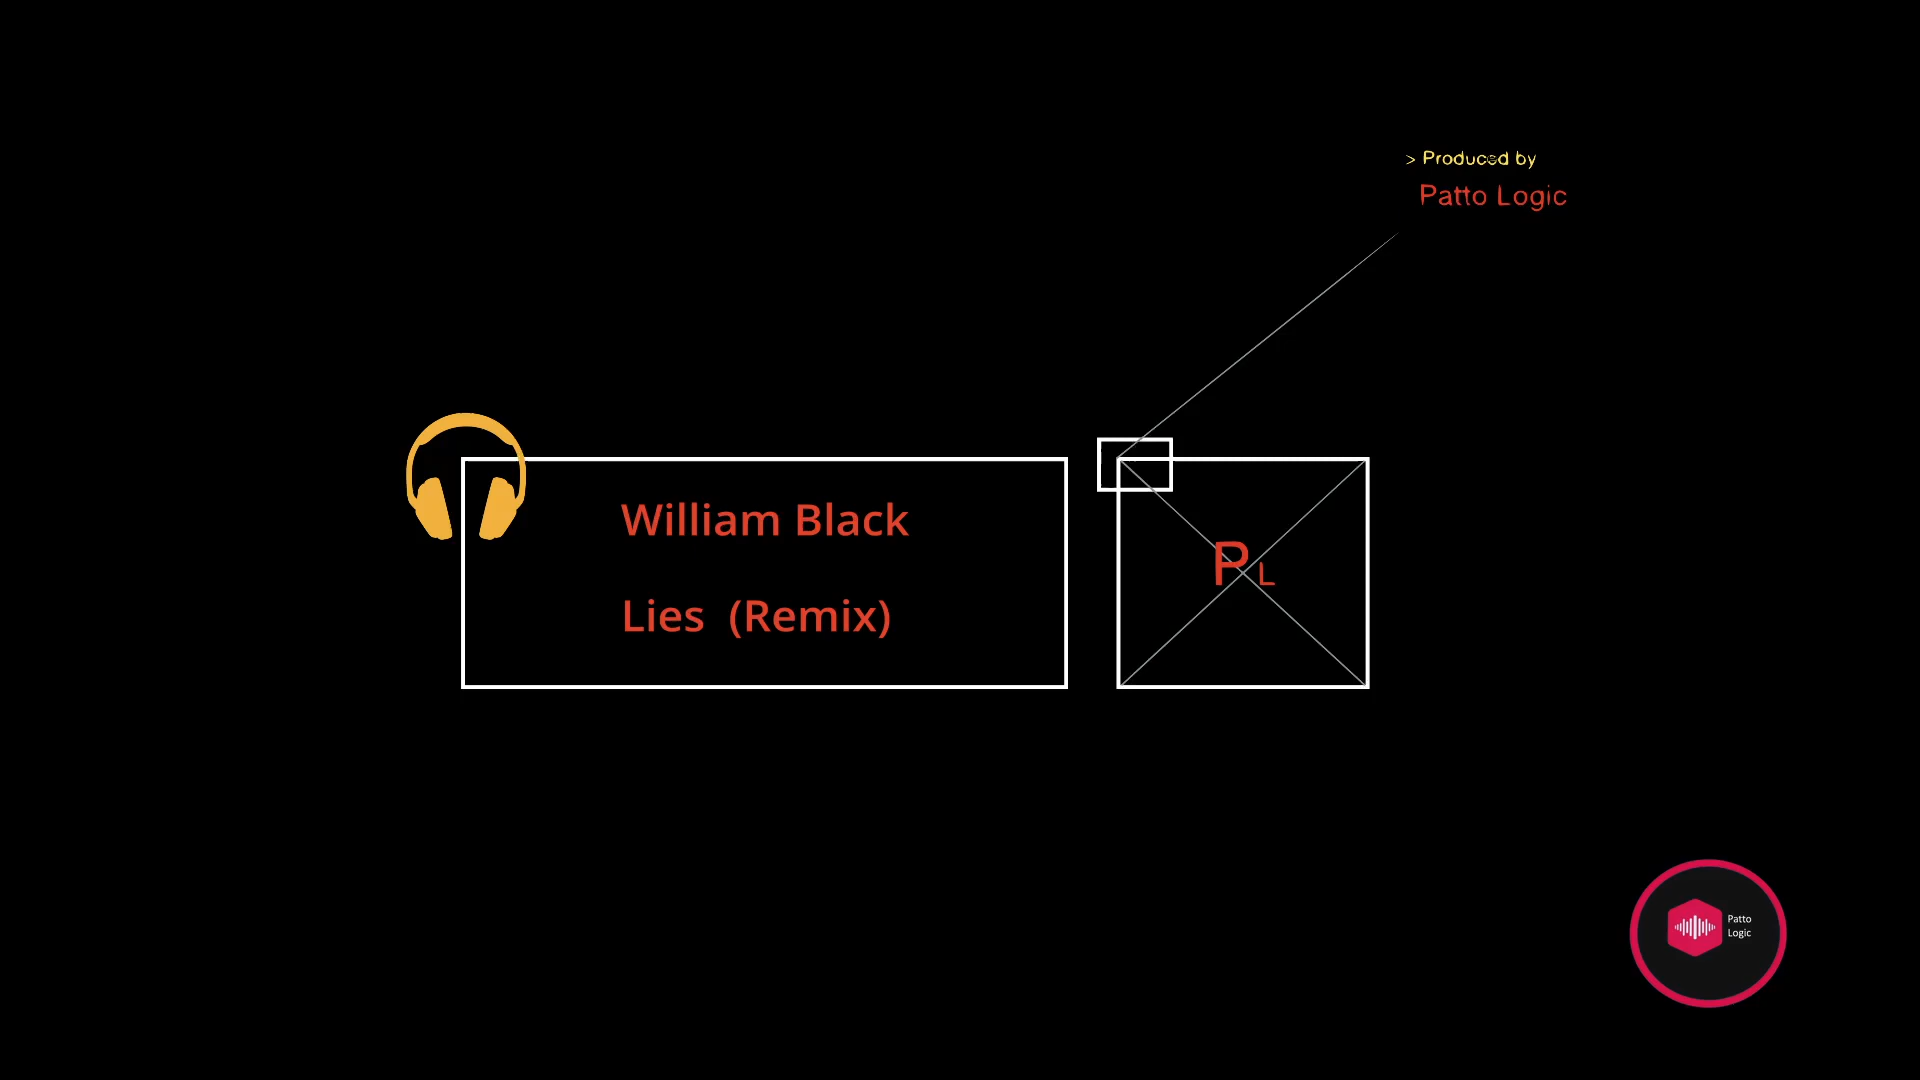 > Produced by
Patto Logic
William Black
Lies (Remix)
PL
Patto
Logic